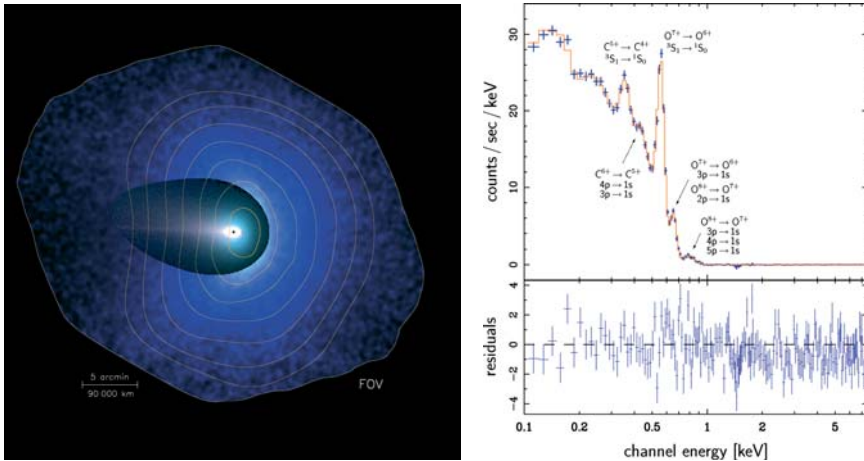 5 arcmin
90 000 km
FOV
counts / sec / keV
30
20
10
0
C⁵⁺ → C⁴⁺
³S₁ → ¹S₀
O⁷⁺ → O⁶⁺
³S₁ → ¹S₀
C⁶⁺ → C⁵⁺
4p → 1s
3p → 1s
O⁷⁺ → O⁶⁺
3p → 1s
O⁸⁺ → O⁷⁺
2p → 1s
O⁸⁺ → O⁷⁺
3p → 1s
4p → 1s
5p → 1s
residuals
4
2
0
-2
-4
0.1 0.2 0.5 1 2 5
channel energy [keV]